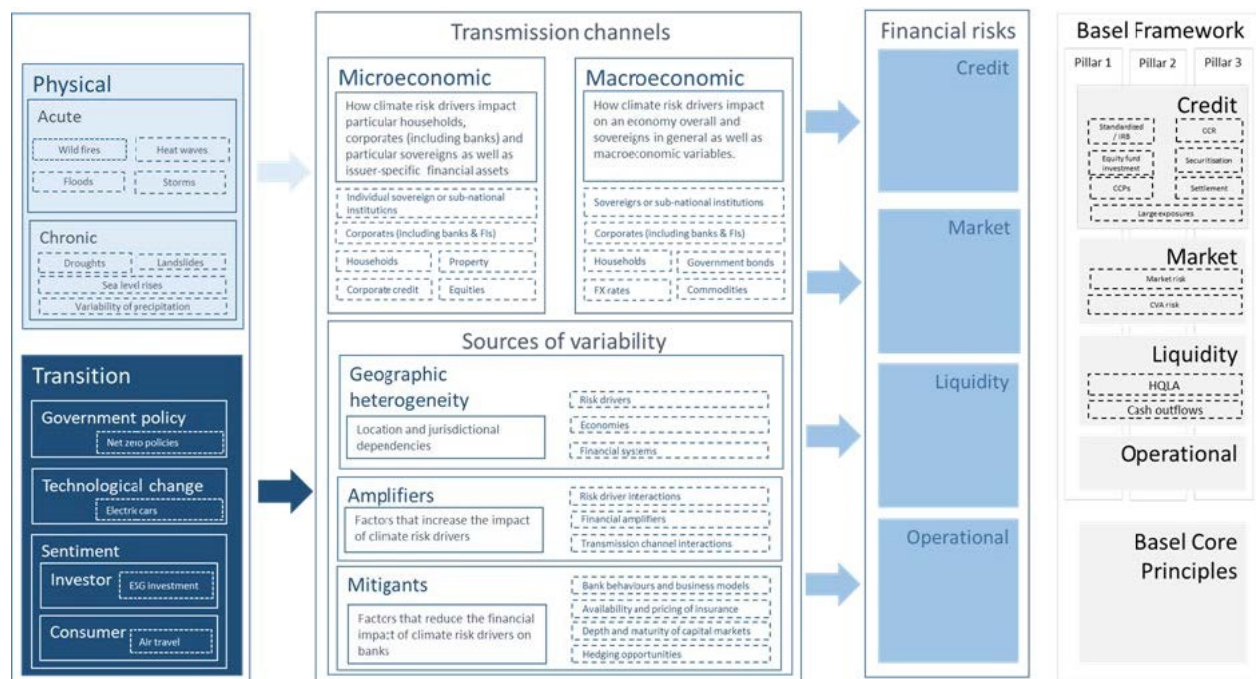 Physical
Acute
Wild fires
Heat waves
Floods
Storms
Chronic
Droughts
Landslides
Sea level rises
Variability of precipitation
Transition
Government policy
Net zero policies
Technological change
Electric cars
Sentiment
Investor
ESG investment
Consumer
Air travel
Transmission channels
Microeconomic
How climate risk drivers impact
particular households,
corporates (including banks) and
particular sovereigns as well as
issuer-specific financial assets
Individual sovereign or sub-national
institutions
Corporates (including banks & FIs)
Households
Property
Corporate credit
Equities
Macroeconomic
How climate risk drivers impact
on an economy overall and
sovereigns in general as well as
macroeconomic variables.
Sovereigns or sub-national institutions
Corporates (including banks & FIs)
Households
Government bonds
FX rates
Commodities
Sources of variability
Geographic
heterogeneity
Location and jurisdictional
dependencies
Risk drivers
Economies
Financial systems
Amplifiers
Factors that increase the impact
of climate risk drivers
Risk driver interactions
Financial amplifiers
Transmission channel interactions
Mitigants
Factors that reduce the financial
impact of climate risk drivers on
banks
Bank behaviours and business models
Availability and pricing of insurance
Depth and maturity of capital markets
Hedging opportunities
Financial risks
Credit
Market
Liquidity
Operational
Basel Framework
Pillar 1
Pillar 2
Pillar 3
Credit
Standardized
/ IRB
CCR
Equity fund
investment
Securitisation
CCPs
Settlement
Large exposures
Market
Market risk
CVA risk
Liquidity
HQLA
Cash outflows
Operational
Basel Core
Principles